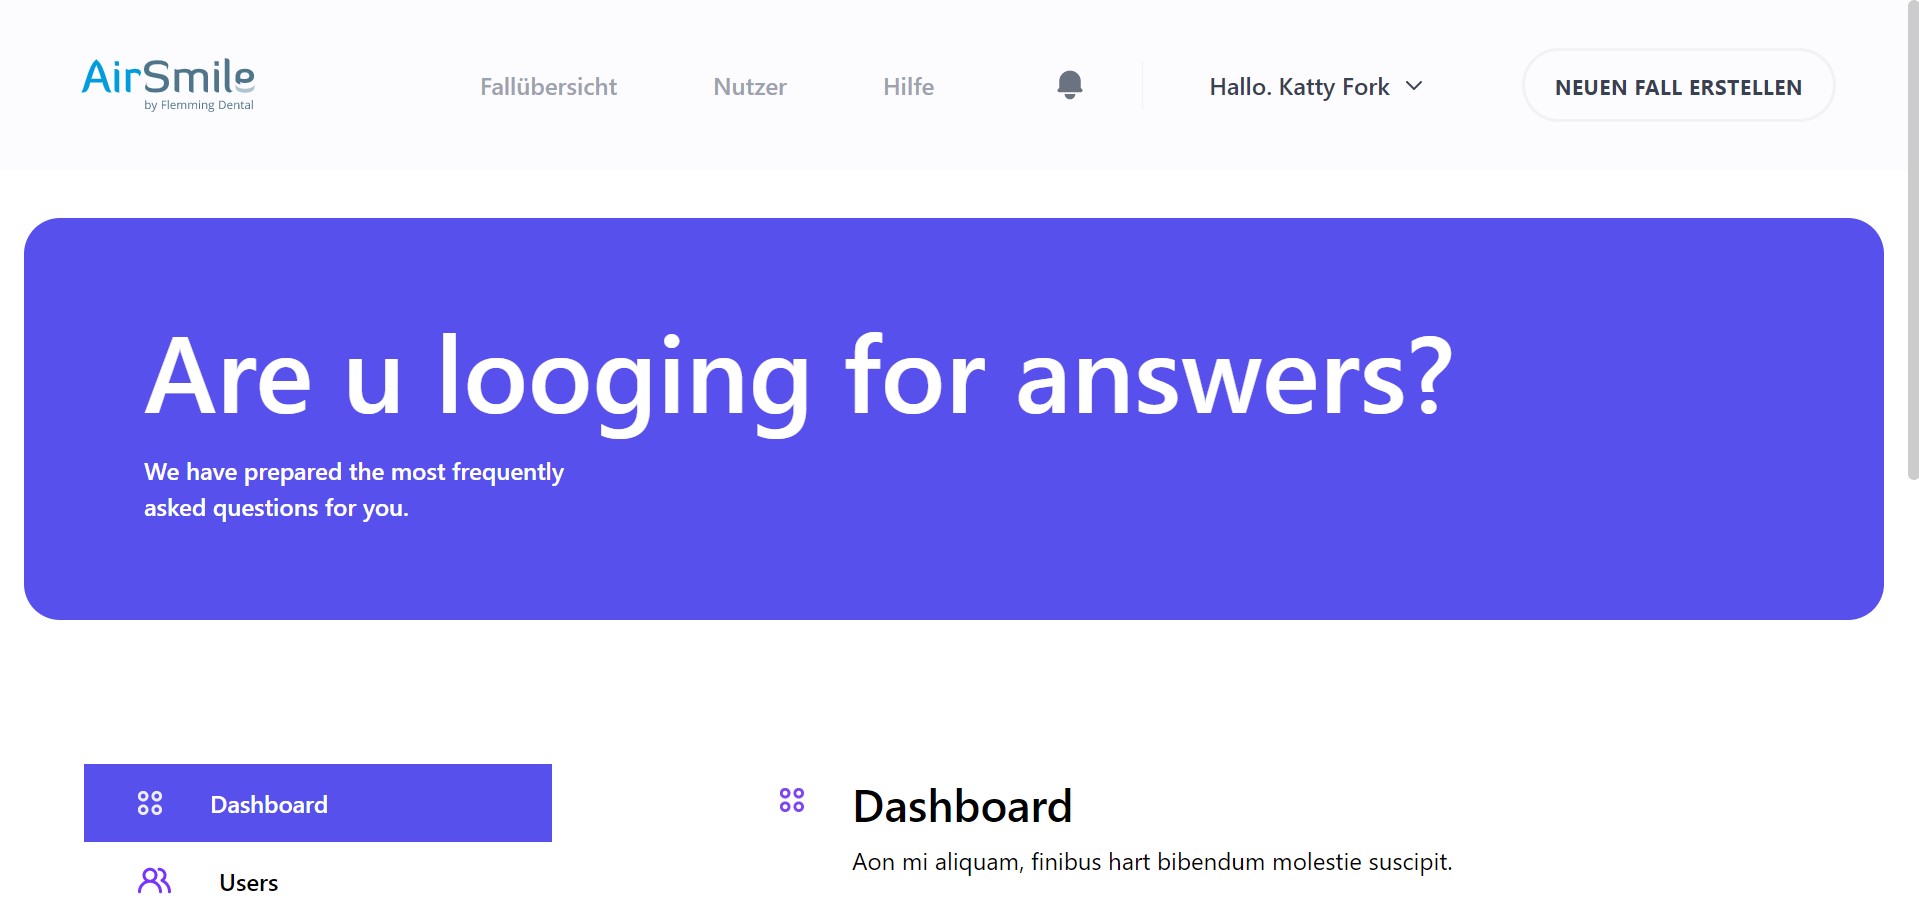 AirSmile
by Flemming Dental
Fallübersicht
Nutzer
Hilfe
Hallo. Katty Fork
NEUEN FALL ERSTELLEN
Are u looging for answers?
We have prepared the most frequently
asked questions for you.
Dashboard
Users
Dashboard
Aon mi aliquam, finibus hart bibendum molestie suscipit.